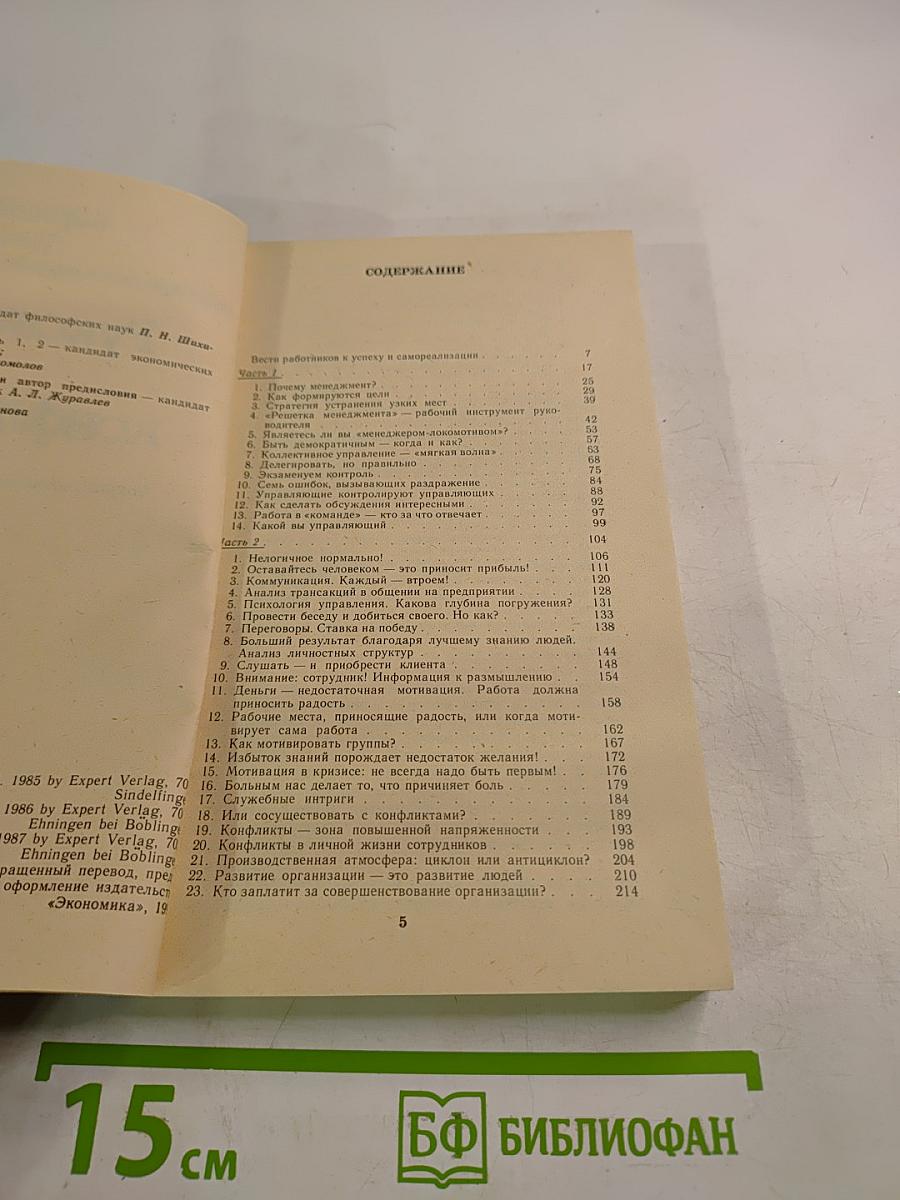 дат философских наук П. Н. Шихи-
ь 1, 2 — кандидат экономических
омолов
и автор предисловия — кандидат
к А. Л. Журавлев
нова
. 1985 by Expert Verlag, 70
Sindelfinge
1986 by Expert Verlag, 70
Ehningen bei Böbling
987 by Expert Verlag, 70
Ehningen bei Böbling
ращенный перевод, пред
оформление издательст
«Экономика», 19
СОДЕРЖАНИЕ
Вести работников к успеху и самореализации . . . . . . . 7
Часть 1 . . . . . . . . . . . . . . . . . . . . 17
1. Почему менеджмент? . . . . . . . . . . . . 25
2. Как формируются цели . . . . . . . . . . . . 29
3. Стратегия устранения узких мест . . . . . . . . 39
4. «Решетка менеджмента» — рабочий инструмент руко-
водителя . . . . . . . . . . . . . . . 42
5. Являетесь ли вы «менеджером-локомотивом»? . . . . 53
6. Быть демократичным — когда и как? . . . . . . . 57
7. Коллективное управление — «мягкая волна» . . . . . 63
8. Делегировать, но правильно . . . . . . . . . . 68
9. Экзаменуем контроль . . . . . . . . . . . . 75
10. Семь ошибок, вызывающих раздражение . . . . . . 84
11. Управляющие контролируют управляющих . . . . . 88
12. Как сделать обсуждения интересными . . . . . . . 92
13. Работа в «команде» — кто за что отвечает . . . . . . 97
14. Какой вы управляющий . . . . . . . . . . . . 99
Часть 2 . . . . . . . . . . . . . . . . . . . . 104
1. Нелогичное нормально! . . . . . . . . . . . . 106
2. Оставайтесь человеком — это приносит прибыль! . . . 111
3. Коммуникация. Каждый — втроем! . . . . . . . . 120
4. Анализ трансакций в общении на предприятии . . . . 128
5. Психология управления. Какова глубина погружения? 131
6. Провести беседу и добиться своего. Но как? . . . . . 133
7. Переговоры. Ставка на победу . . . . . . . . . 138
8. Больший результат благодаря лучшему знанию людей.
Анализ личностных структур . . . . . . . . . . 144
9. Слушать — и приобрести клиента . . . . . . . . 148
10. Внимание: сотрудник! Информация к размышлению . . 154
11. Деньги — недостаточная мотивация. Работа должна
приносить радость . . . . . . . . . . . . . 158
12. Рабочие места, приносящие радость, или когда моти-
вирует сама работа . . . . . . . . . . . . . 162
13. Как мотивировать группы? . . . . . . . . . . . 167
14. Избыток знаний порождает недостаток желания! . . . 172
15. Мотивация в кризисе: не всегда надо быть первым! . . 176
16. Больным нас делает то, что причиняет боль . . . . . 179
17. Служебные интриги . . . . . . . . . . . . . 184
18. Или сосуществовать с конфликтами? . . . . . . . 189
19. Конфликты — зона повышенной напряженности . . . 193
20. Конфликты в личной жизни сотрудников . . . . . . 198
21. Производственная атмосфера: циклон или антициклон? 204
22. Развитие организации — это развитие людей . . . . 210
23. Кто заплатит за совершенствование организации? . . . 214
5
15 см
БФ БИБЛИОФАН